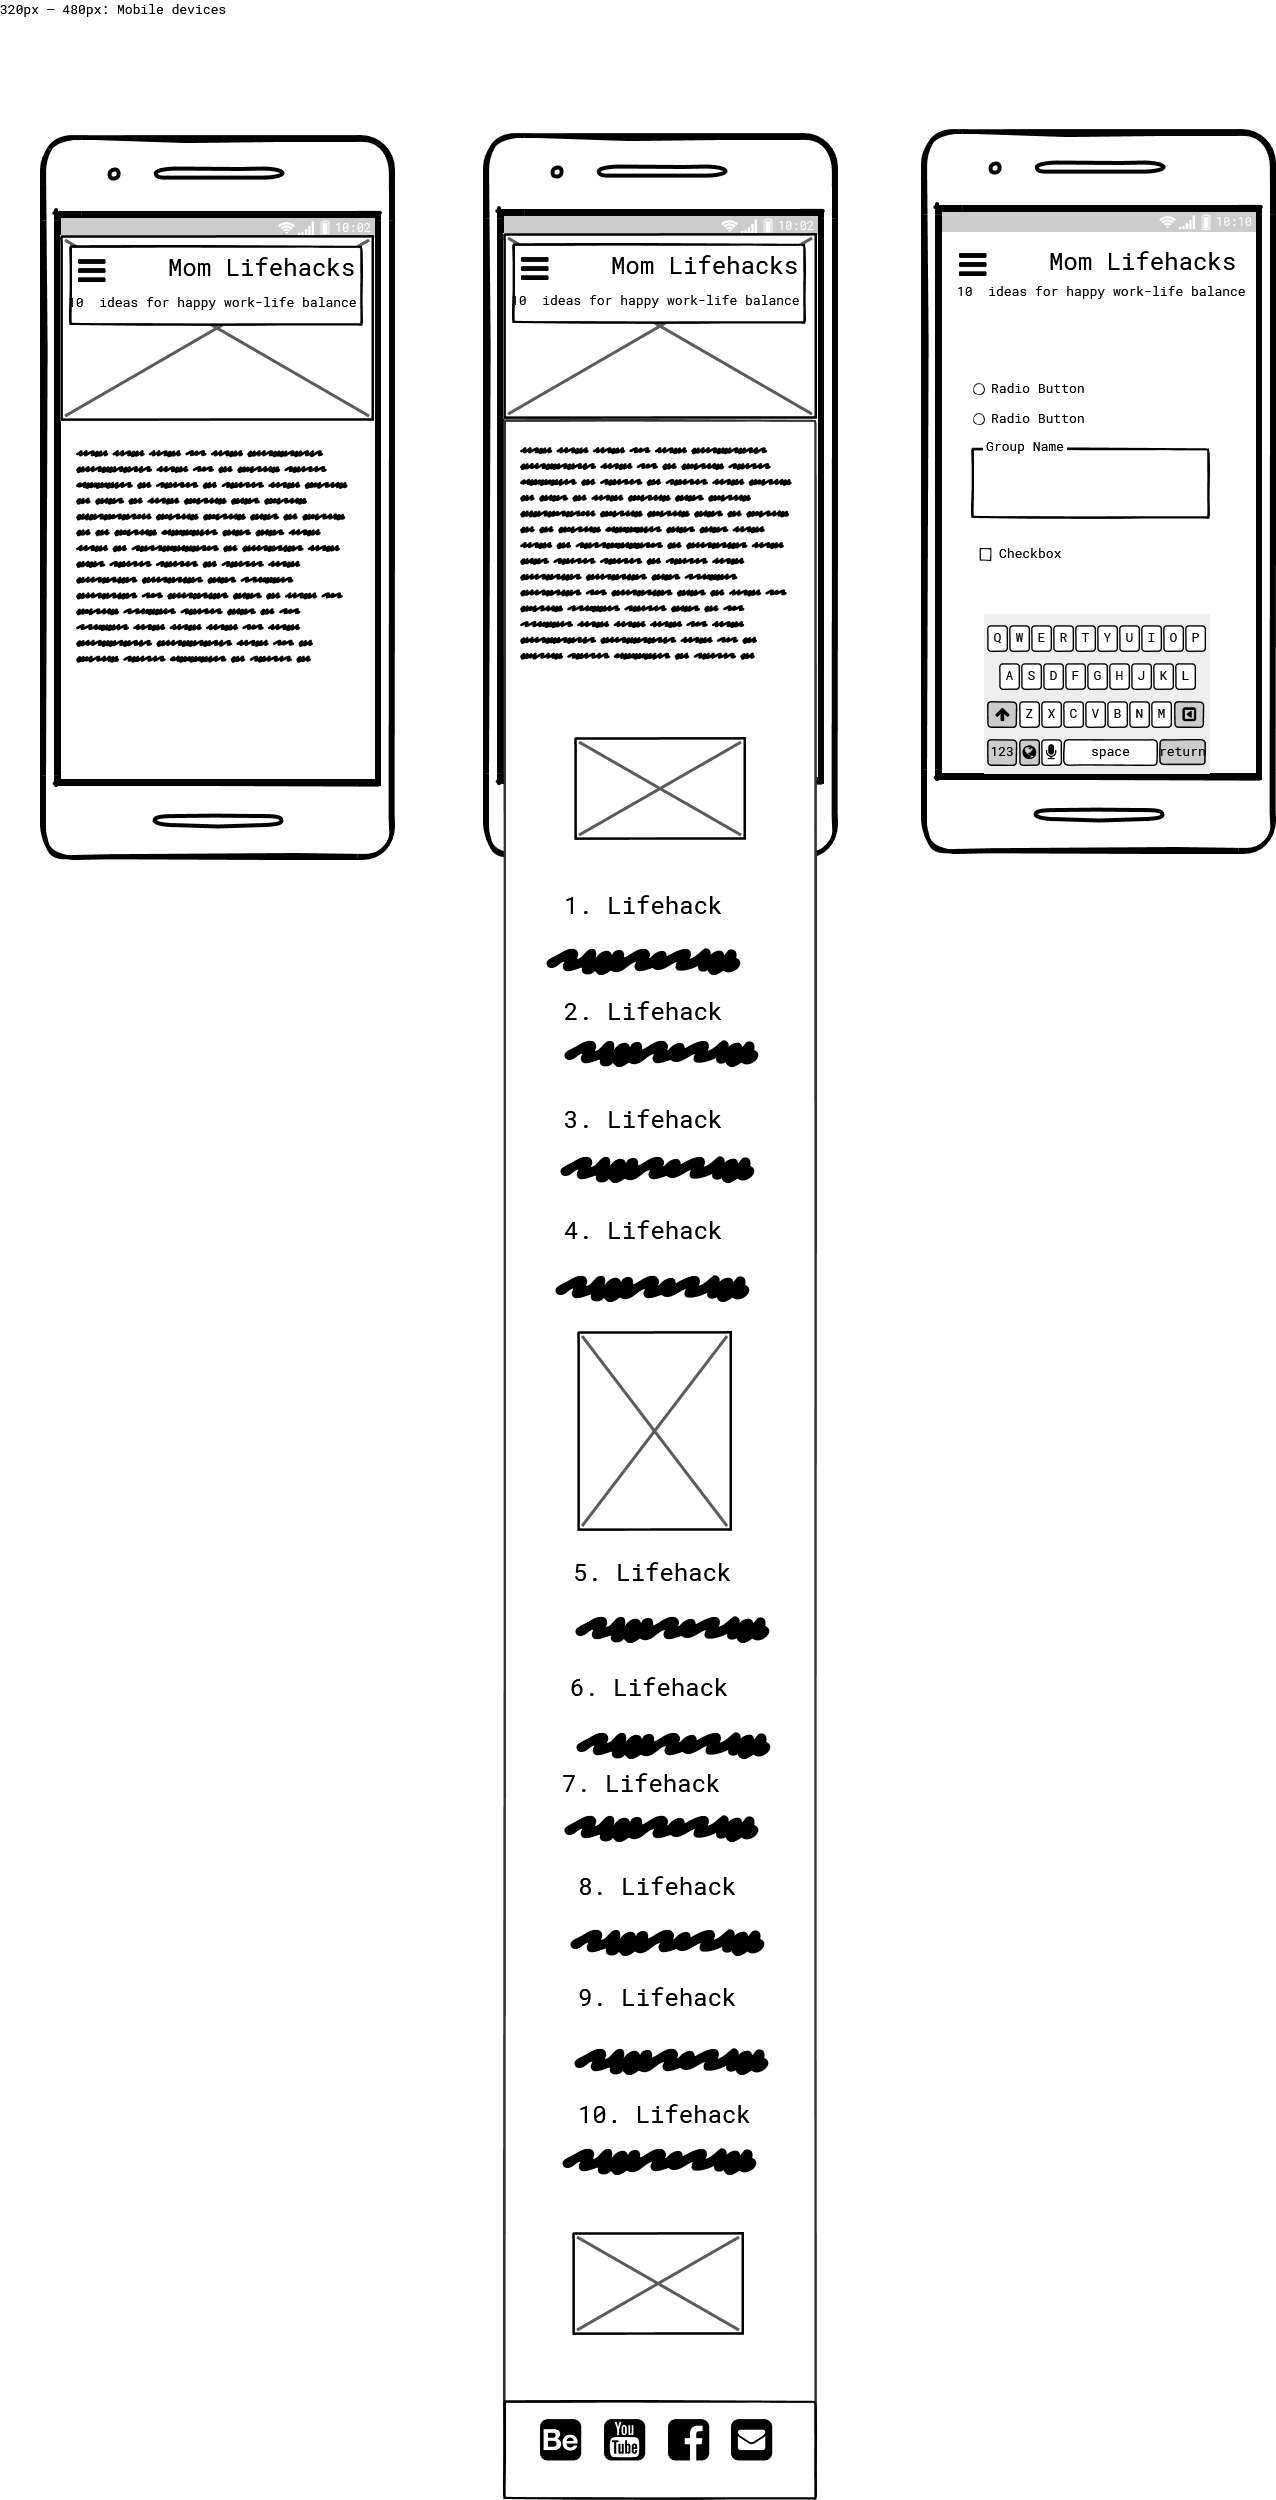 320px — 480px: Mobile devices
10:02
Mom Lifehacks
10 ideas for happy work-life balance
10:02
Mom Lifehacks
10 ideas for happy work-life balance
1. Lifehack
2. Lifehack
3. Lifehack
4. Lifehack
5. Lifehack
6. Lifehack
7. Lifehack
8. Lifehack
9. Lifehack
10. Lifehack
Be
You
Tube
f
10:10
Mom Lifehacks
10 ideas for happy work-life balance
Radio Button
Radio Button
Group Name
Checkbox
Q W E R T Y U I O P
A S D F G H J K L
Z X C V B N M
123 space return